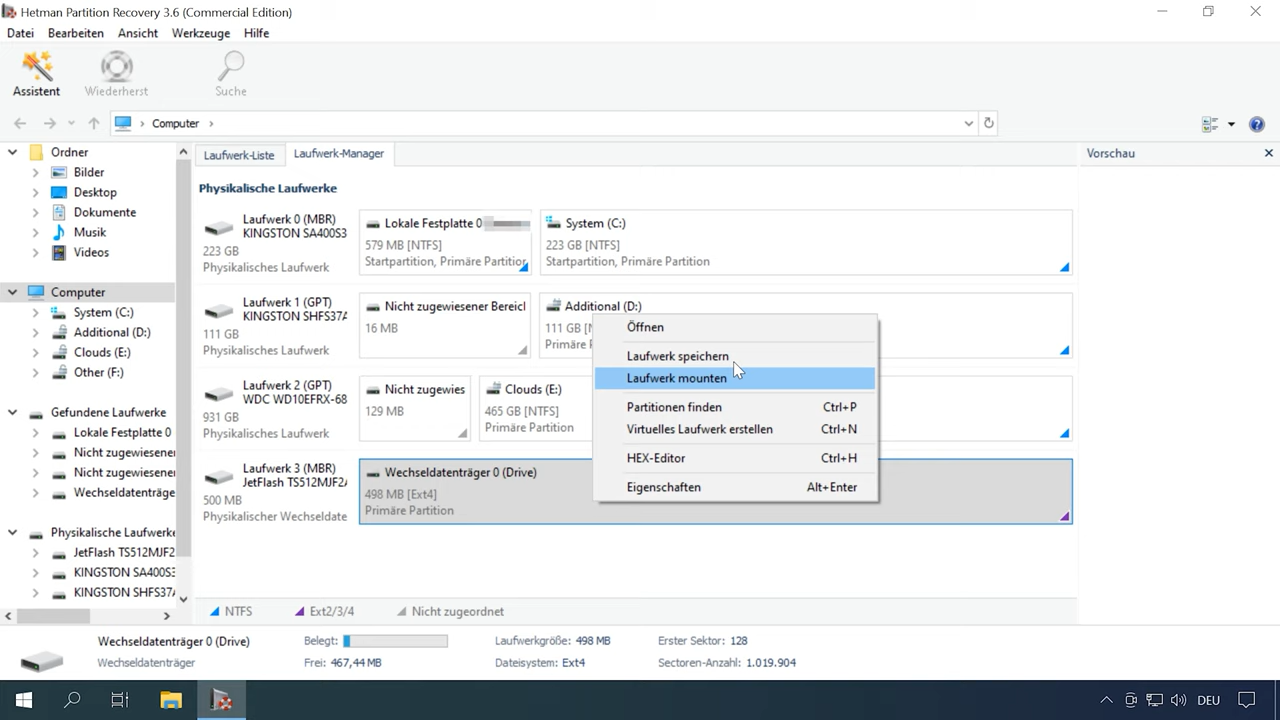 Hetman Partition Recovery 3.6 (Commercial Edition)
Datei Bearbeiten Ansicht Werkzeuge Hilfe
Assistent Wiederherst Suche
Computer
Ordner
Bilder
Desktop
Dokumente
Musik
Videos
Computer
System (C:)
Additional (D:)
Clouds (E:)
Other (F:)
Gefundene Laufwerke
Lokale Festplatte 0
Nicht zugewiesener
Nicht zugewiesener
Wechseldatenträge
Physikalische Laufwerke
JetFlash TS512MJF2
KINGSTON SA400S3
KINGSTON SHFS37A
Laufwerk-Liste Laufwerk-Manager
Physikalische Laufwerke
Laufwerk 0 (MBR)
KINGSTON SA400S3
223 GB
Physikalisches Laufwerk
Lokale Festplatte 0
579 MB [NTFS]
Startpartition, Primäre Partition
System (C:)
223 GB [NTFS]
Startpartition, Primäre Partition
Laufwerk 1 (GPT)
KINGSTON SHFS37A
111 GB
Physikalisches Laufwerk
Nicht zugewiesener Bereich
16 MB
Additional (D:)
111 GB [N
Primäre P
Laufwerk 2 (GPT)
WDC WD10EFRX-68
931 GB
Physikalisches Laufwerk
Nicht zugewies
129 MB
Clouds (E:)
465 GB [NTFS]
Primäre Partition
Laufwerk 3 (MBR)
JetFlash TS512MJF2
500 MB
Physikalischer Wechseldate
Wechseldatenträger 0 (Drive)
498 MB [Ext4]
Primäre Partition
Öffnen
Laufwerk speichern
Laufwerk mounten
Partitionen finden Ctrl+P
Virtuelles Laufwerk erstellen Ctrl+N
HEX-Editor Ctrl+H
Eigenschaften Alt+Enter
Vorschau
NTFS Ext2/3/4 Nicht zugeordnet
Wechseldatenträger 0 (Drive) Belegt: Laufwerkgröße: 498 MB Erster Sektor: 128
Wechseldatenträger Frei: 467,44 MB Dateisystem: Ext4 Sectoren-Anzahl: 1.019.904
DEU